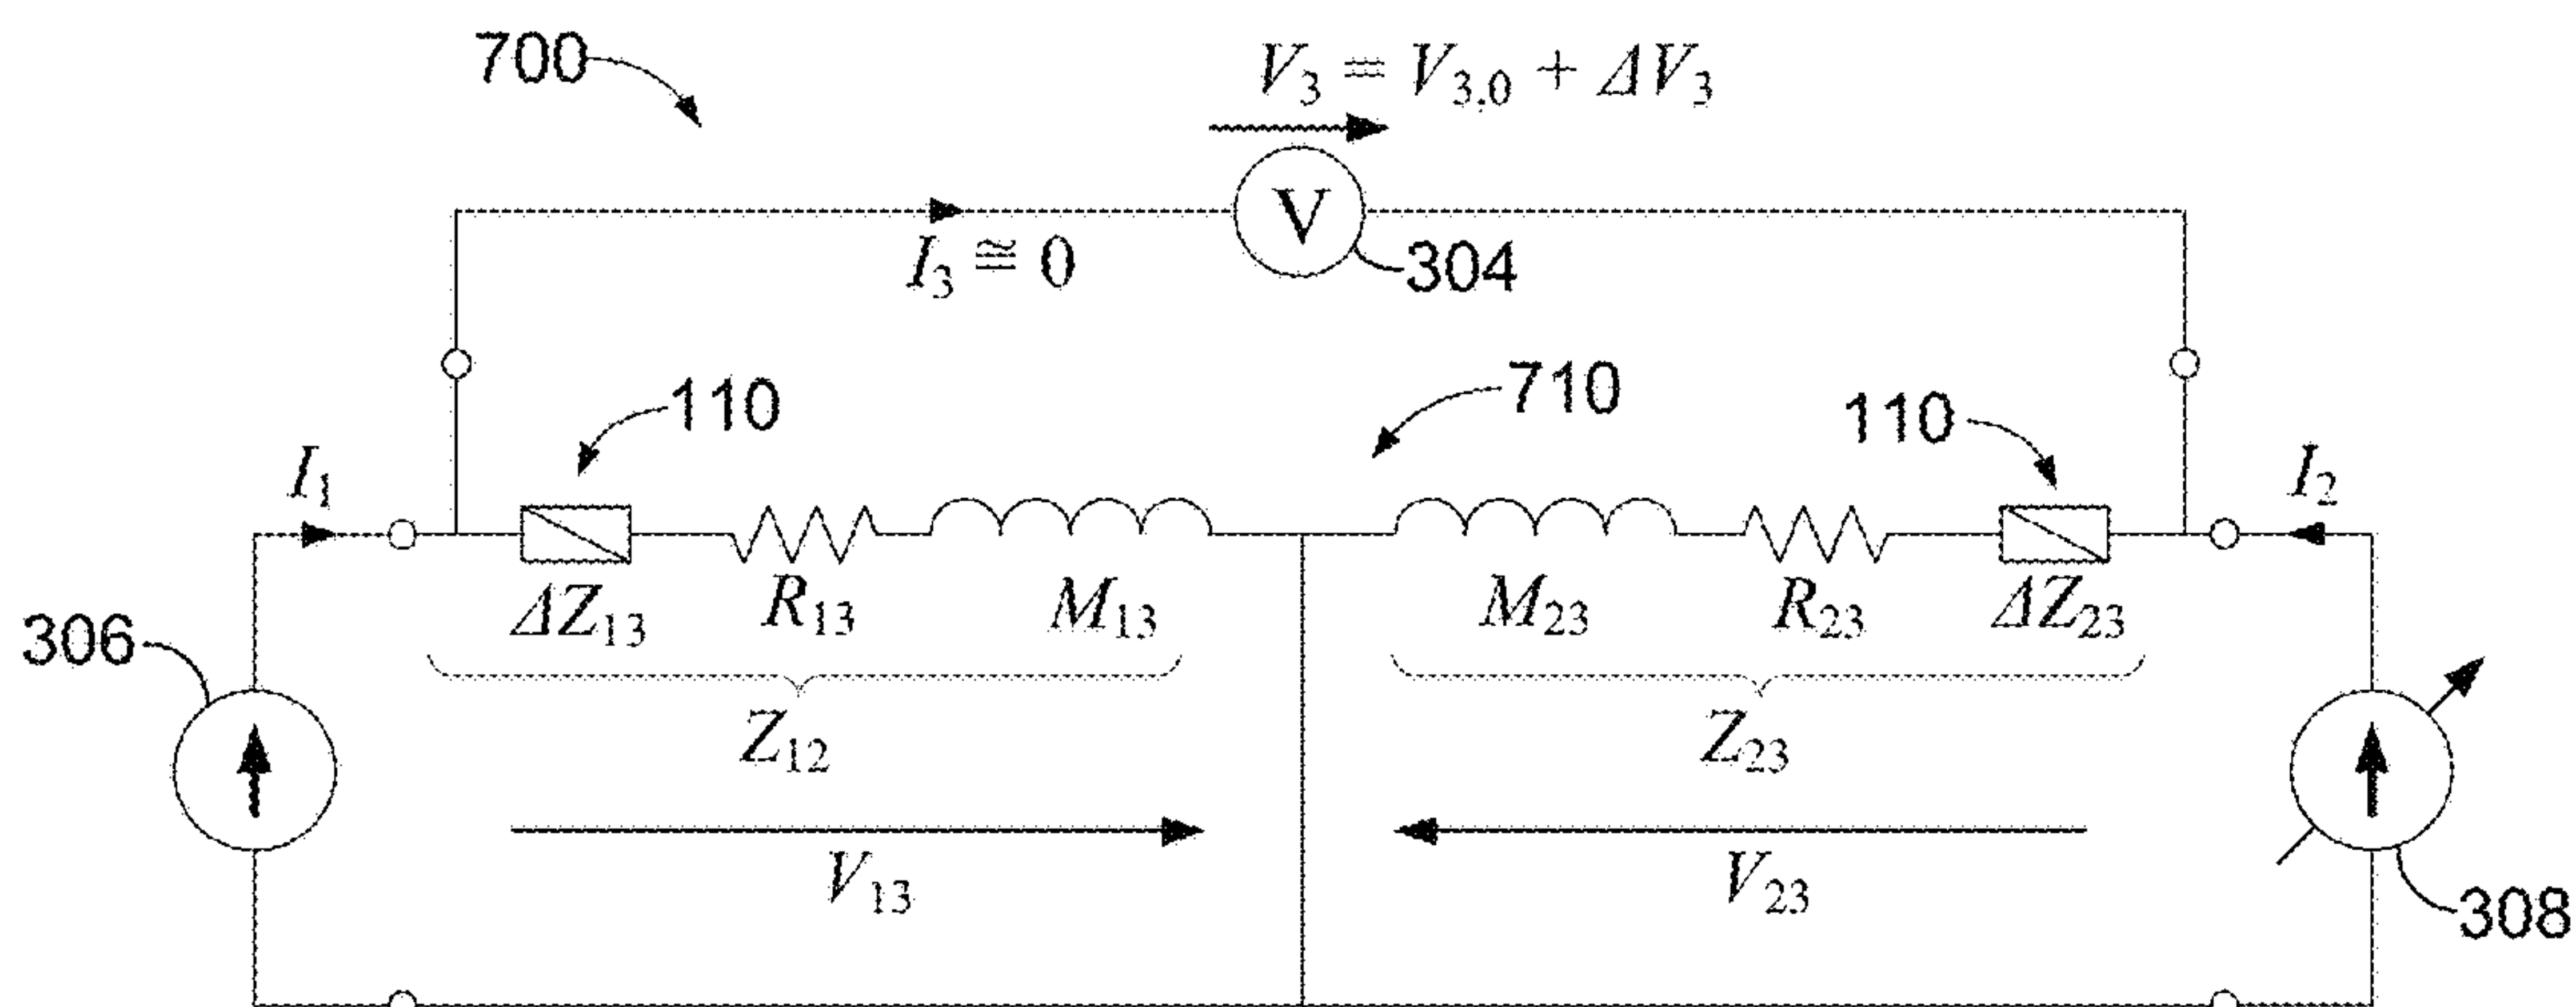 700
V₃ = V₃,₀ + ΔV₃
V
I₃ ≅ 0
304
110
710
110
I₁
I₂
ΔZ₁₃
R₁₃
M₁₃
M₂₃
R₂₃
ΔZ₂₃
306
Z₁₂
Z₂₃
V₁₃
V₂₃
308